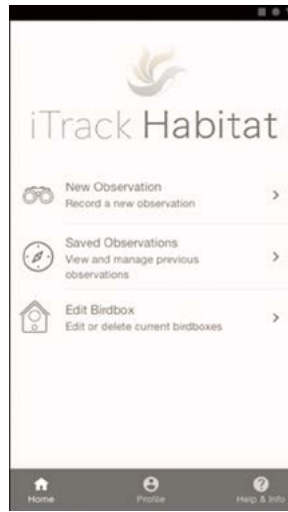 iTrack Habitat
New Observation
Record a new observation
Saved Observations
View and manage previous
observations
Edit Birdbox
Edit or delete current birdboxes
Home
Profile
Help & Info